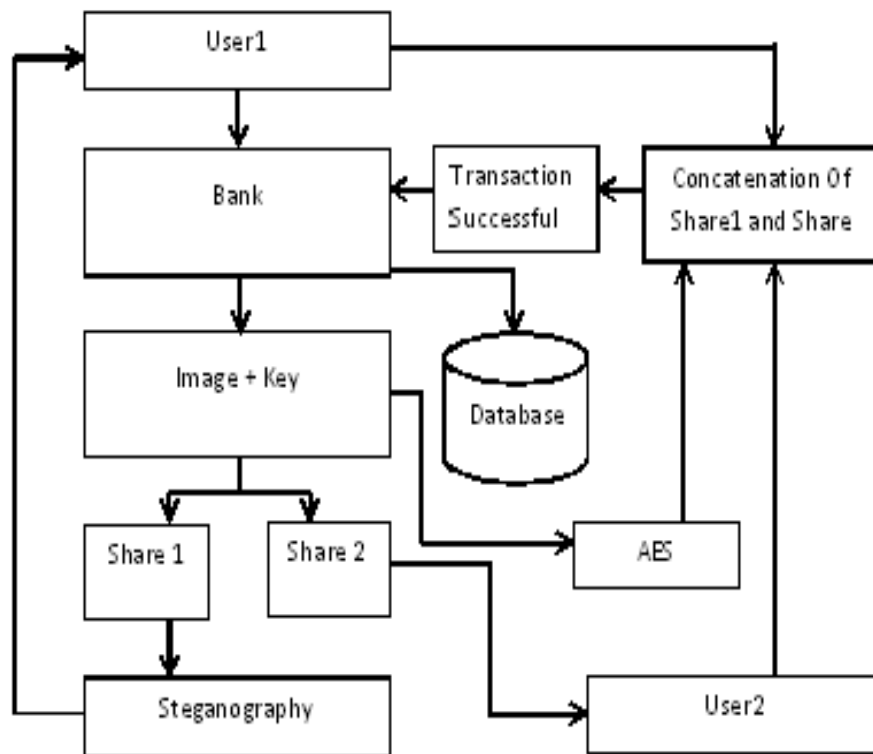 User1
Bank
Transaction
Successful
Concatenation Of
Share1 and Share
Image + Key
Database
Share 1
Share 2
AES
Steganography
User2